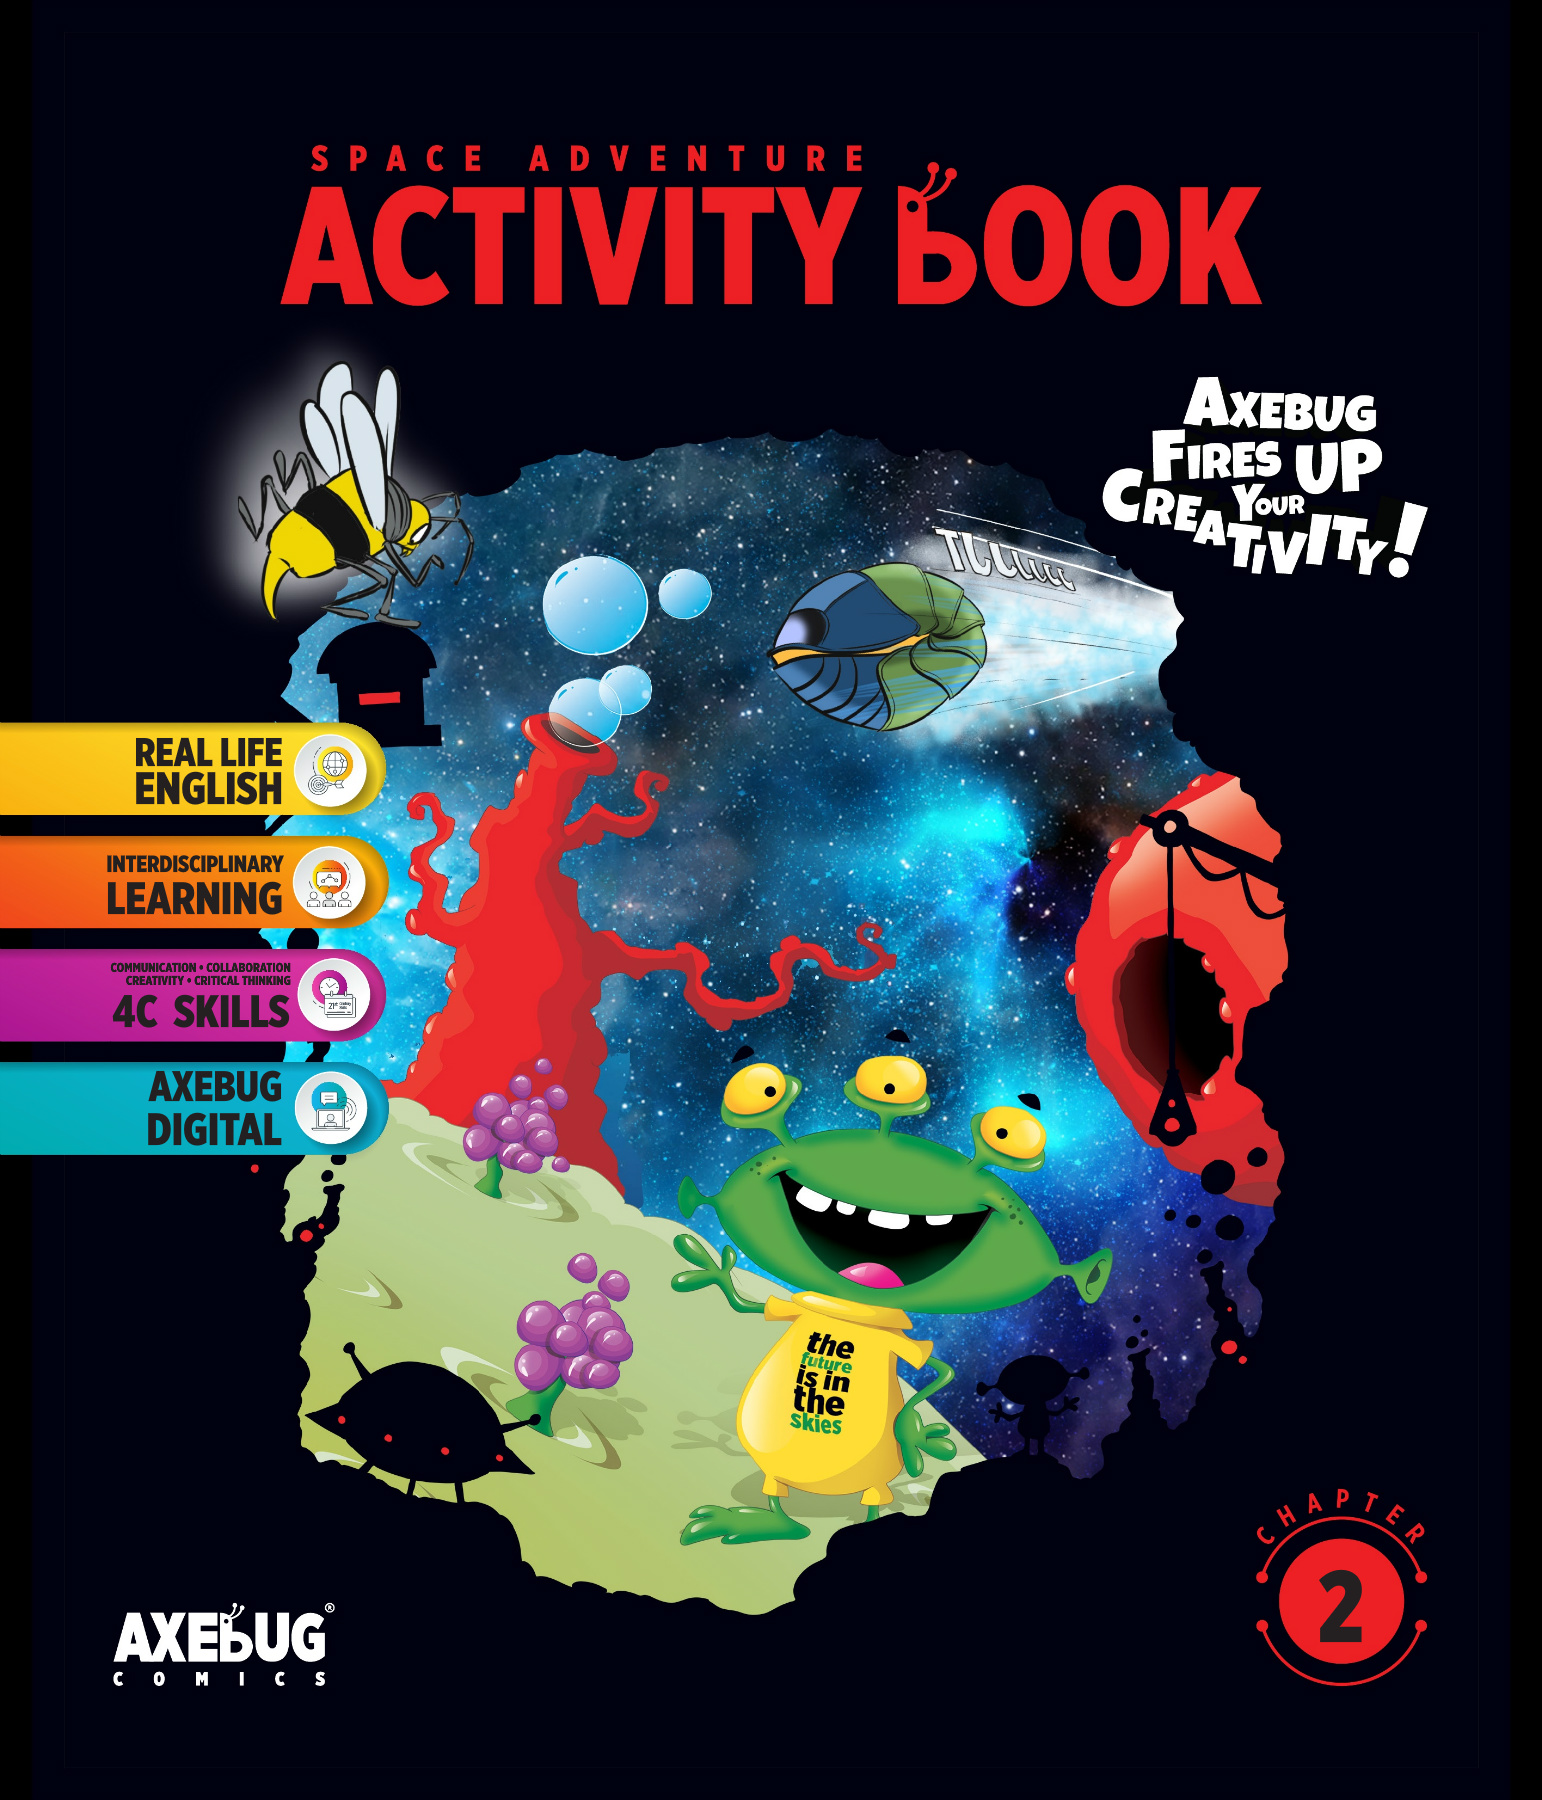 SPACE ADVENTURE
ACTIVITY BOOK
AXEBUG
FIRES UP
YOUR
CREATIVITY!
REAL LIFE
ENGLISH
INTERDISCIPLINARY
LEARNING
COMMUNICATION • COLLABORATION
CREATIVITY • CRITICAL THINKING
4C SKILLS
AXEBUG
DIGITAL
the
future
is in
the
skies
CHAPTER
2
AXEBUG®
COMICS